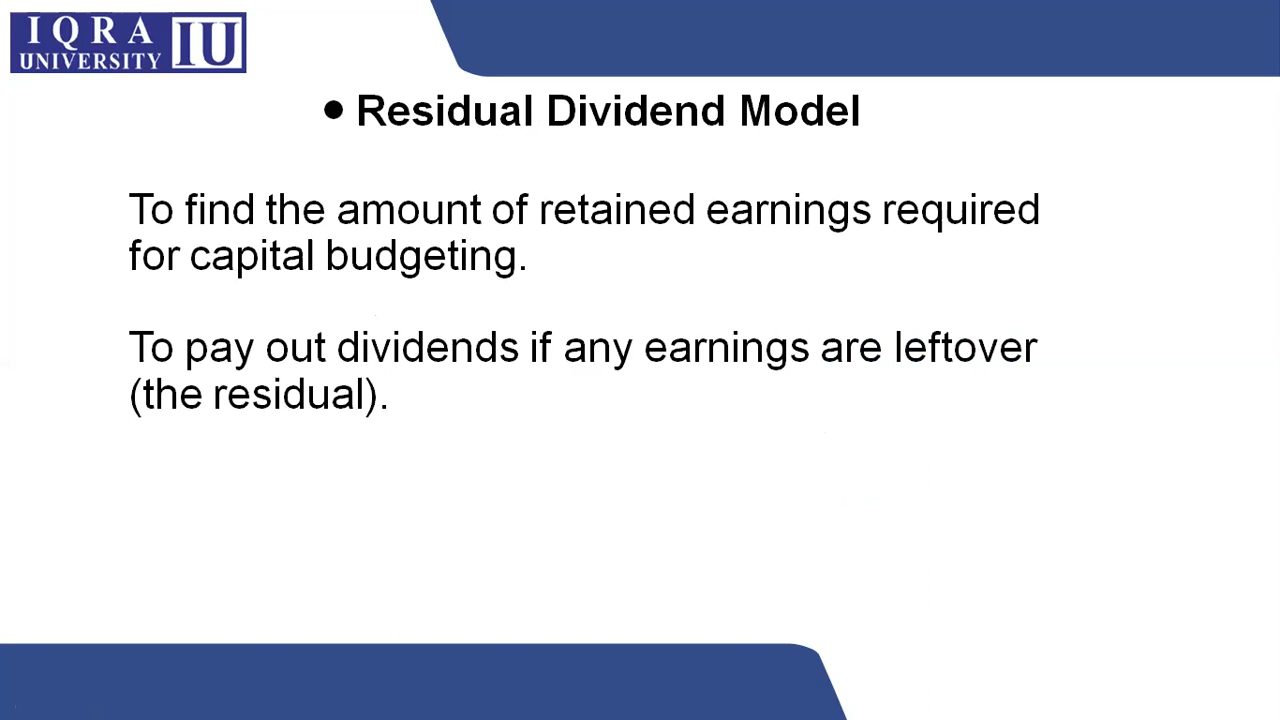 IQRA
UNIVERSITY IU
• Residual Dividend Model
To find the amount of retained earnings required
for capital budgeting.
To pay out dividends if any earnings are leftover
(the residual).